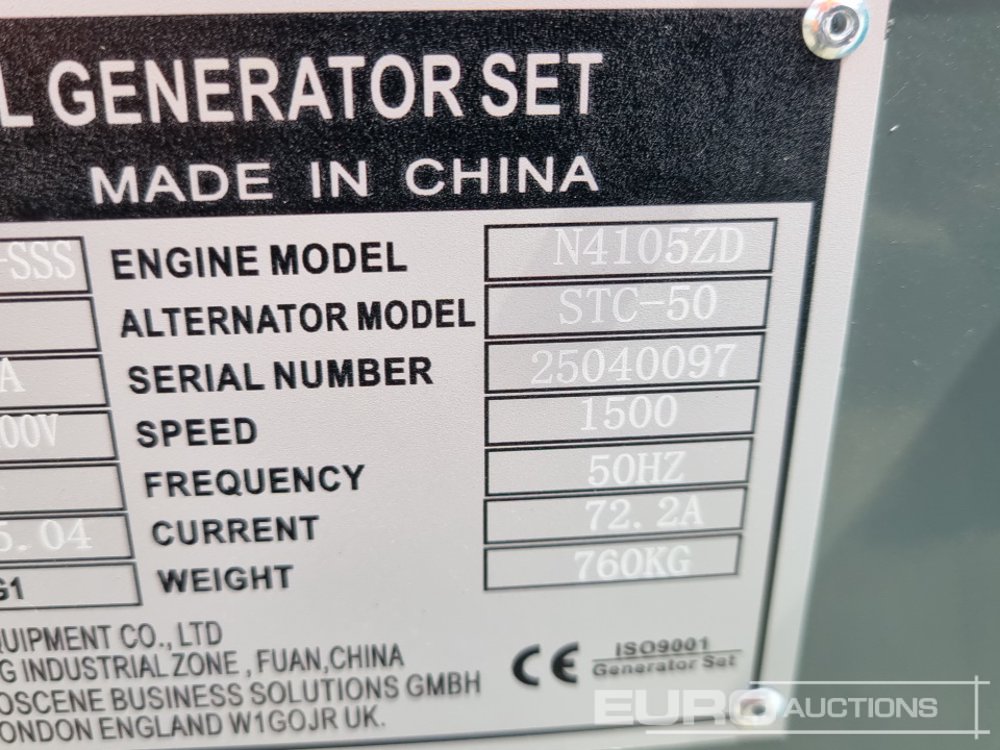 L GENERATOR SET
MADE IN CHINA
-SSS ENGINE MODEL N4105ZD
ALTERNATOR MODEL STC-50
A SERIAL NUMBER 25040097
00V SPEED 1500
FREQUENCY 50HZ
5.04 CURRENT 72.2A
G1 WEIGHT 760KG
QUIPMENT CO., LTD
G INDUSTRIAL ZONE , FUAN,CHINA
OSCENE BUSINESS SOLUTIONS GMBH
ONDON ENGLAND W1GOJR UK.
CE ISO9001
Generator Set
EURO AUCTIONS